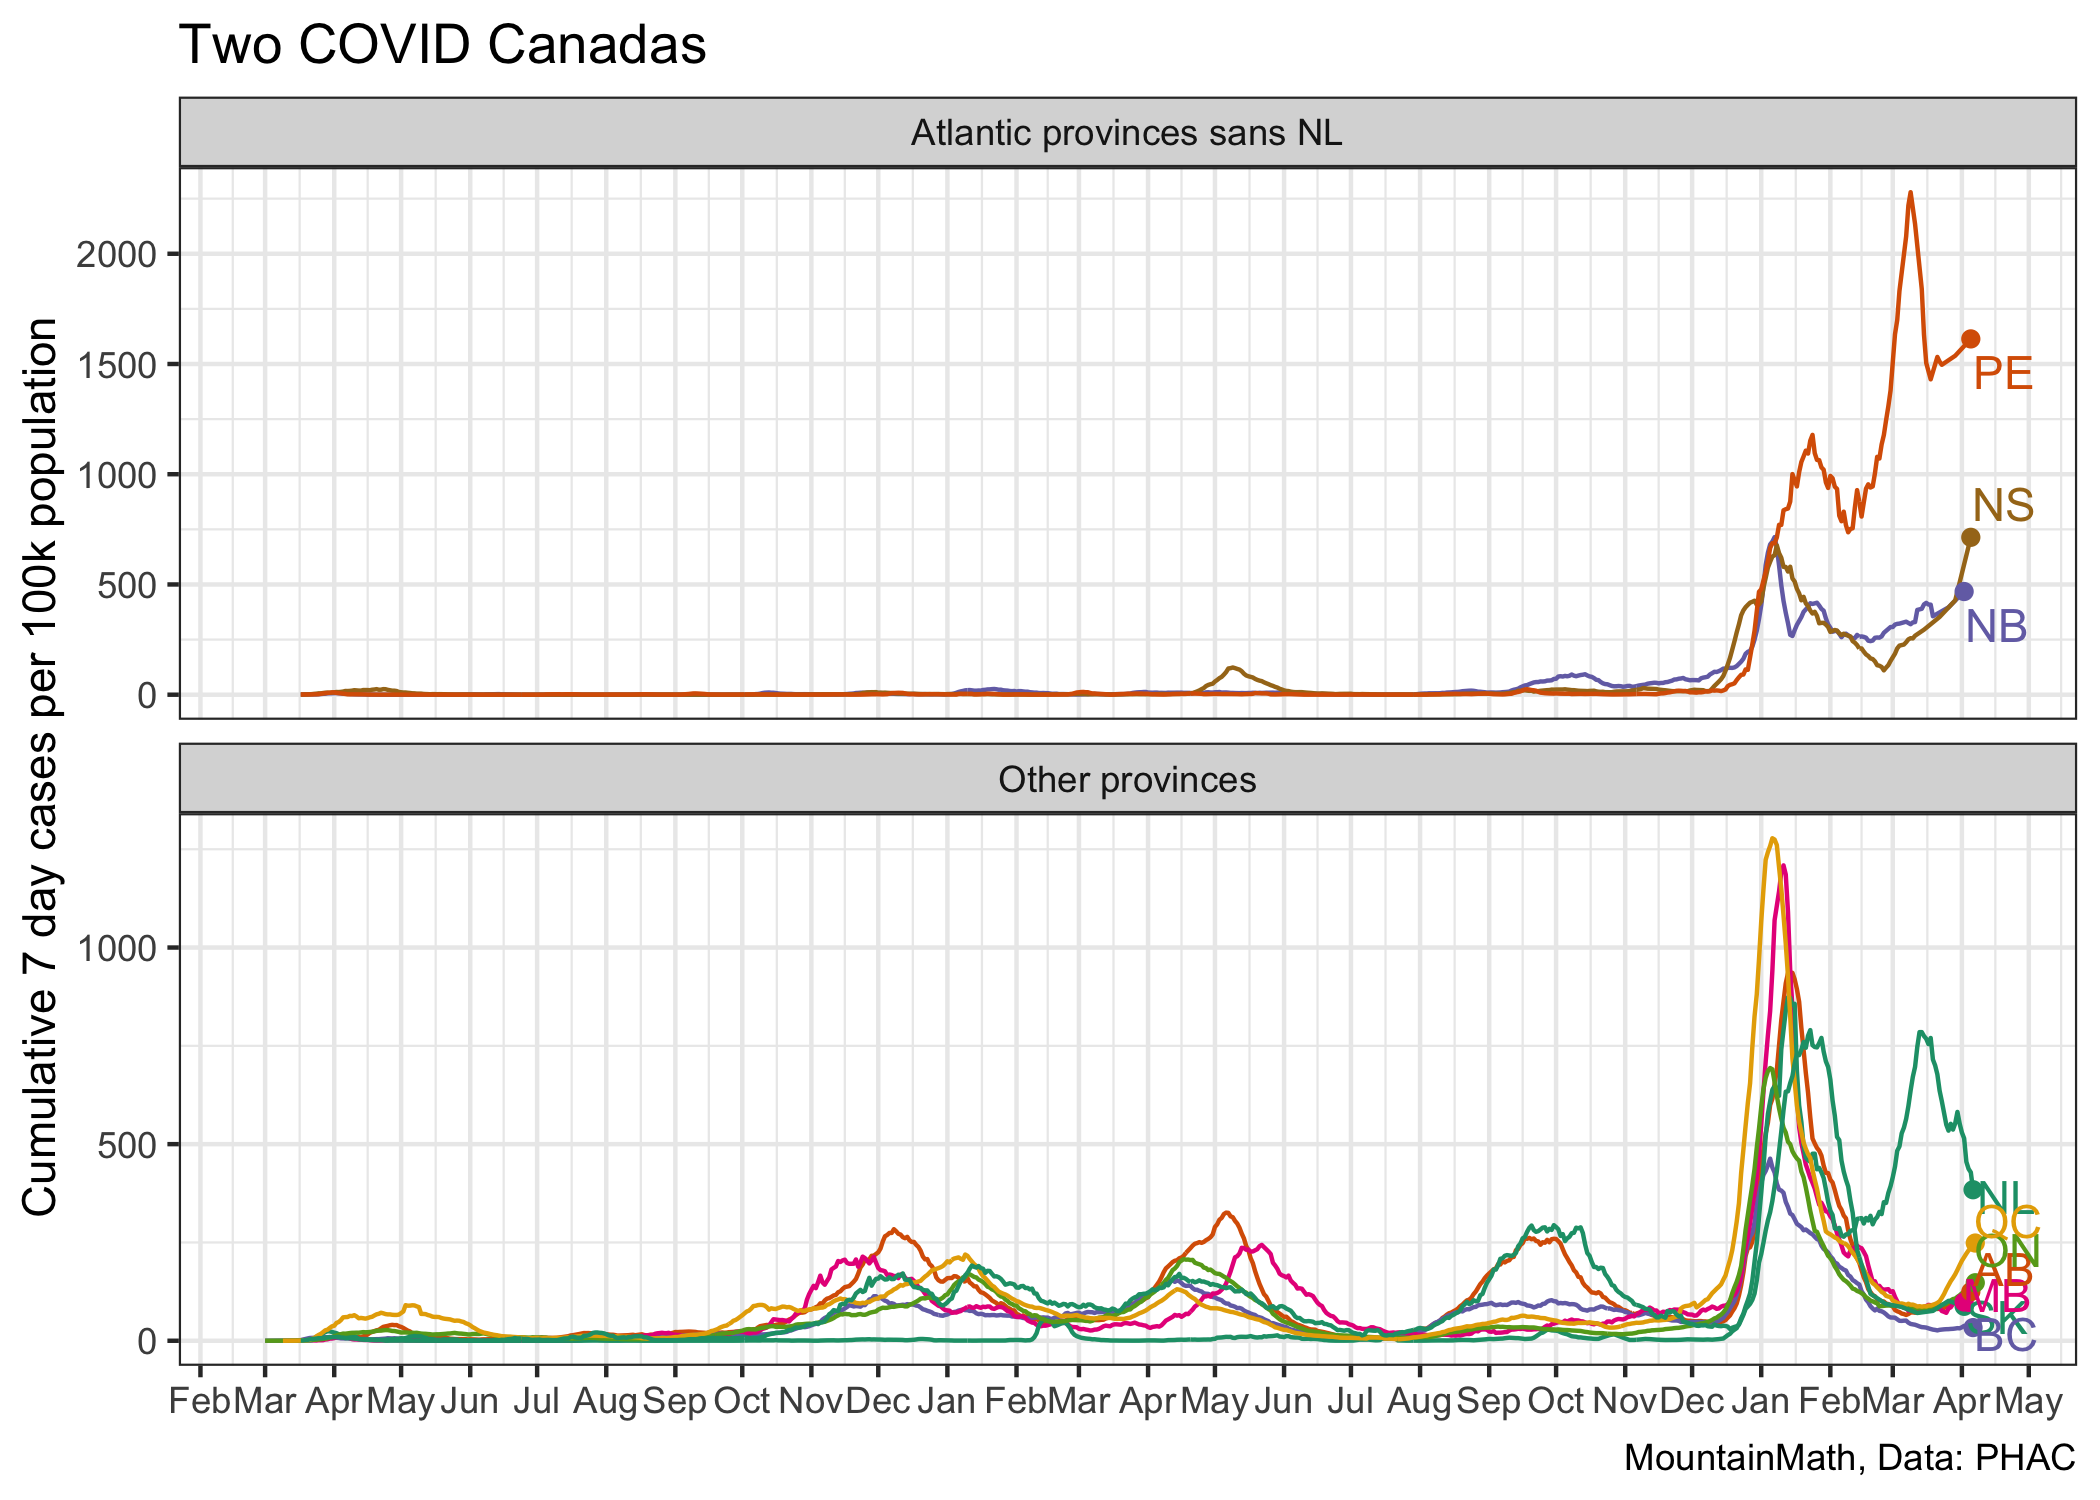 Two COVID Canadas
Atlantic provinces sans NL
Cumulative 7 day cases per 100k population
2000
1500
1000
500
0
PE
NS
NB
Other provinces
1000
500
0
NL
QC
ON
AB
MB
SK
BC
Feb Mar Apr May Jun Jul Aug Sep Oct Nov Dec Jan Feb Mar Apr May Jun Jul Aug Sep Oct Nov Dec Jan Feb Mar Apr May
MountainMath, Data: PHAC